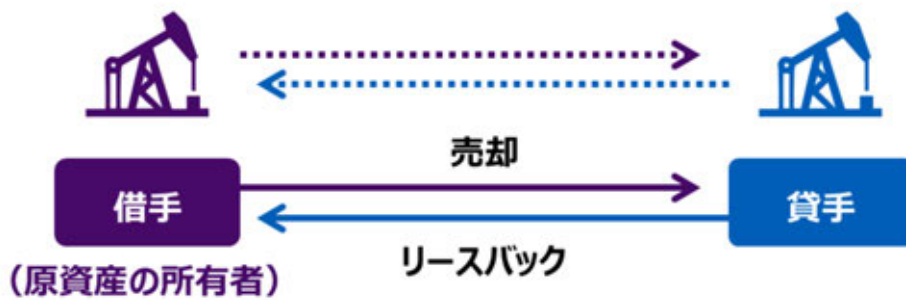 売却
借手
貸手
リースバック
（原資産の所有者）